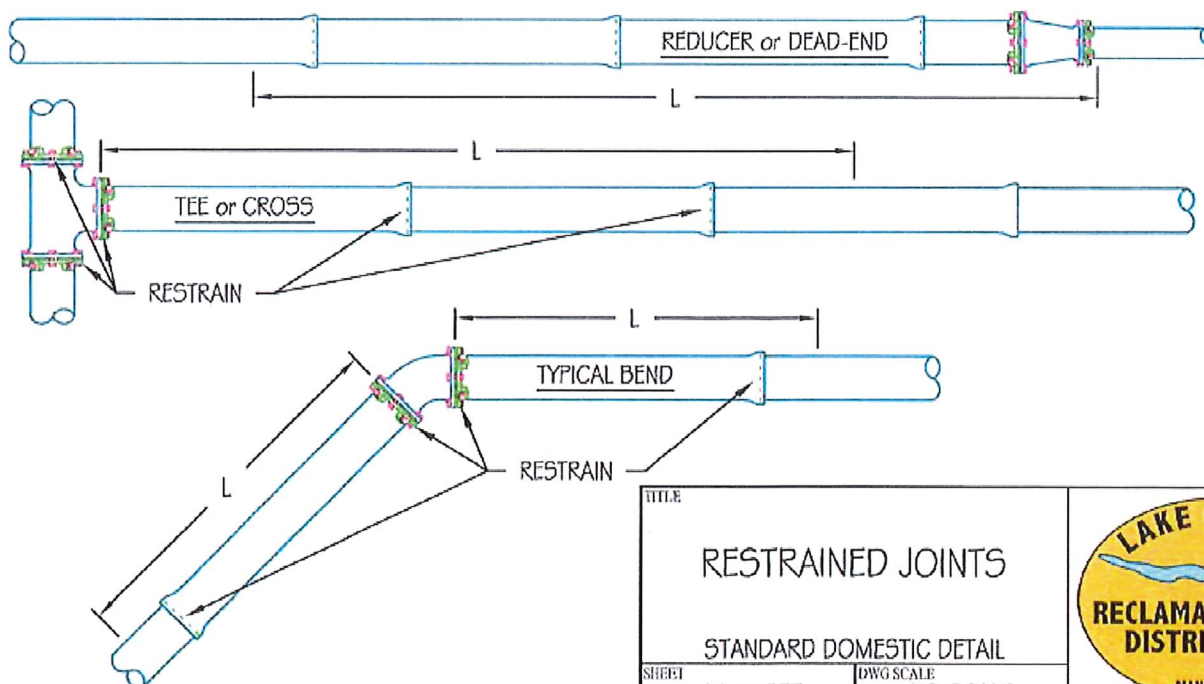 REDUCER or DEAD-END
L
L
TEE or CROSS
RESTRAIN
L
TYPICAL BEND
L
RESTRAIN
TITLE
RESTRAINED JOINTS
STANDARD DOMESTIC DETAIL
SHEET
DWG SCALE
LAKE
RECLAMA
DISTRI